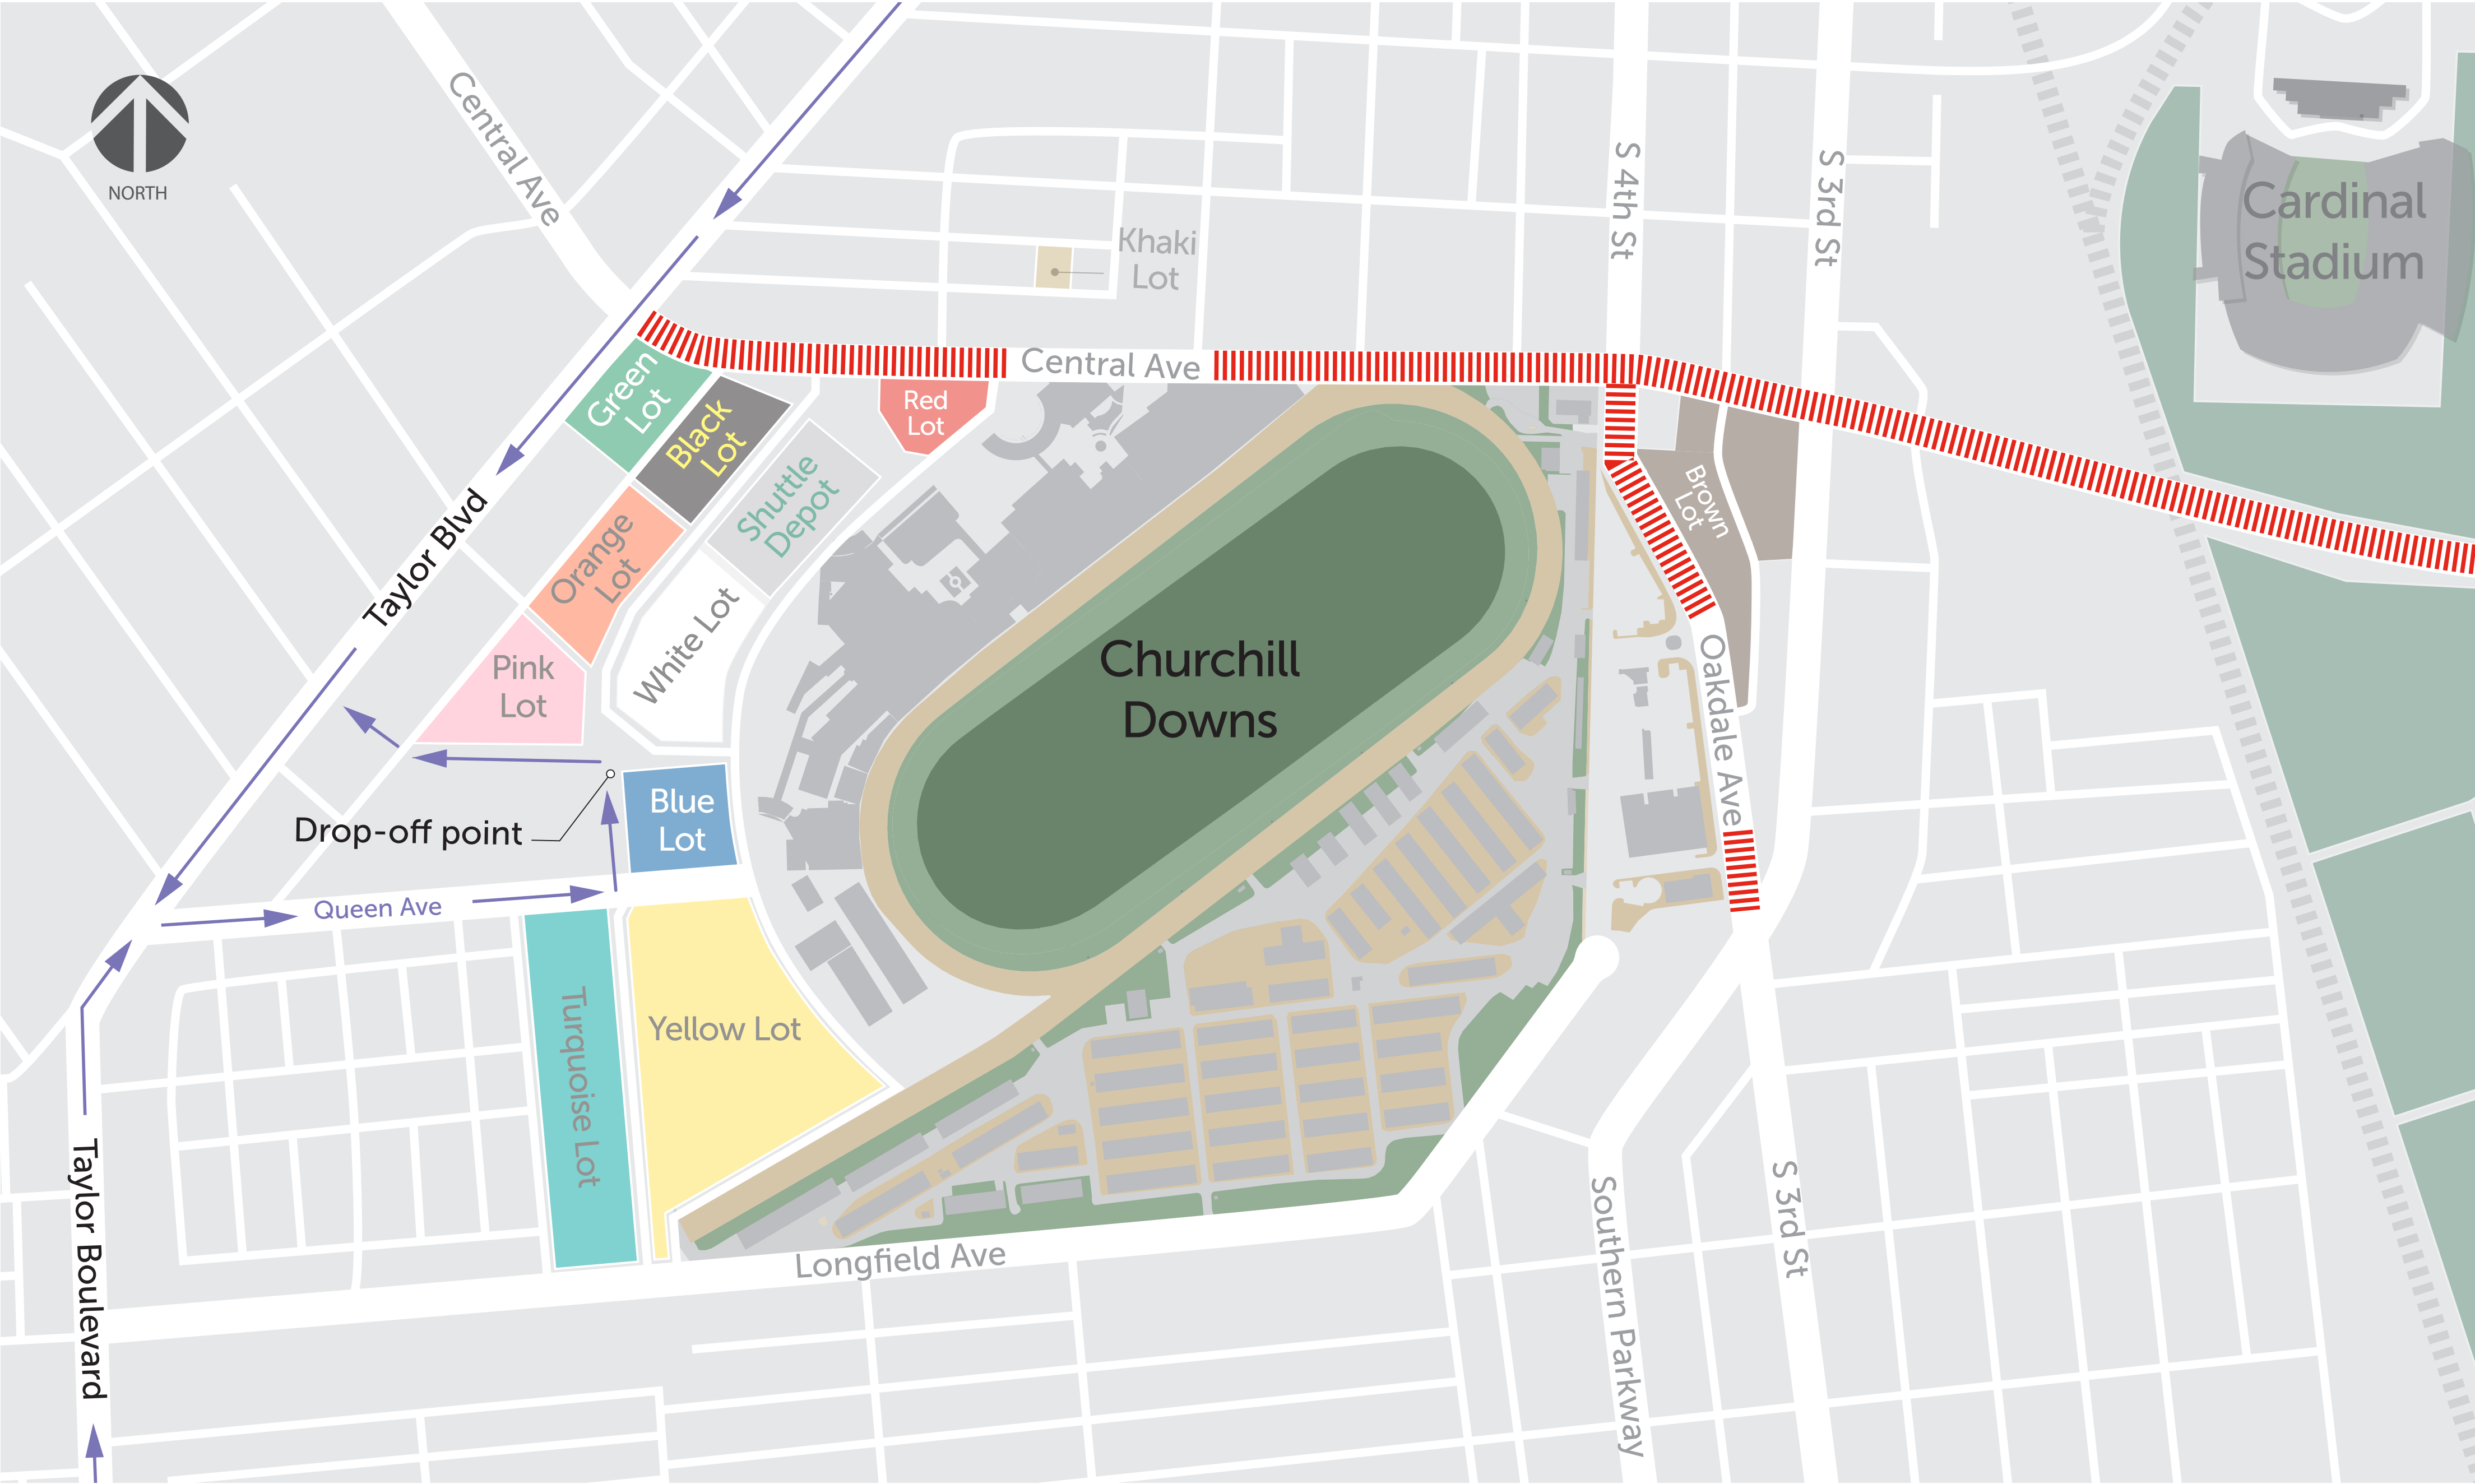 NORTH
Central Ave
S 4th St
S 3rd St
Cardinal
Stadium
Khaki
Lot
Central Ave
Green
Lot
Black
Lot
Red
Lot
Shuttle
Depot
Brown
Lot
Taylor Blvd
Orange
Lot
White Lot
Pink
Lot
Churchill
Downs
Oakdale Ave
Blue
Lot
Drop-off point
Queen Ave
Turquoise Lot
Yellow Lot
Taylor Boulevard
Longfield Ave
Southern Parkway
S 3rd St